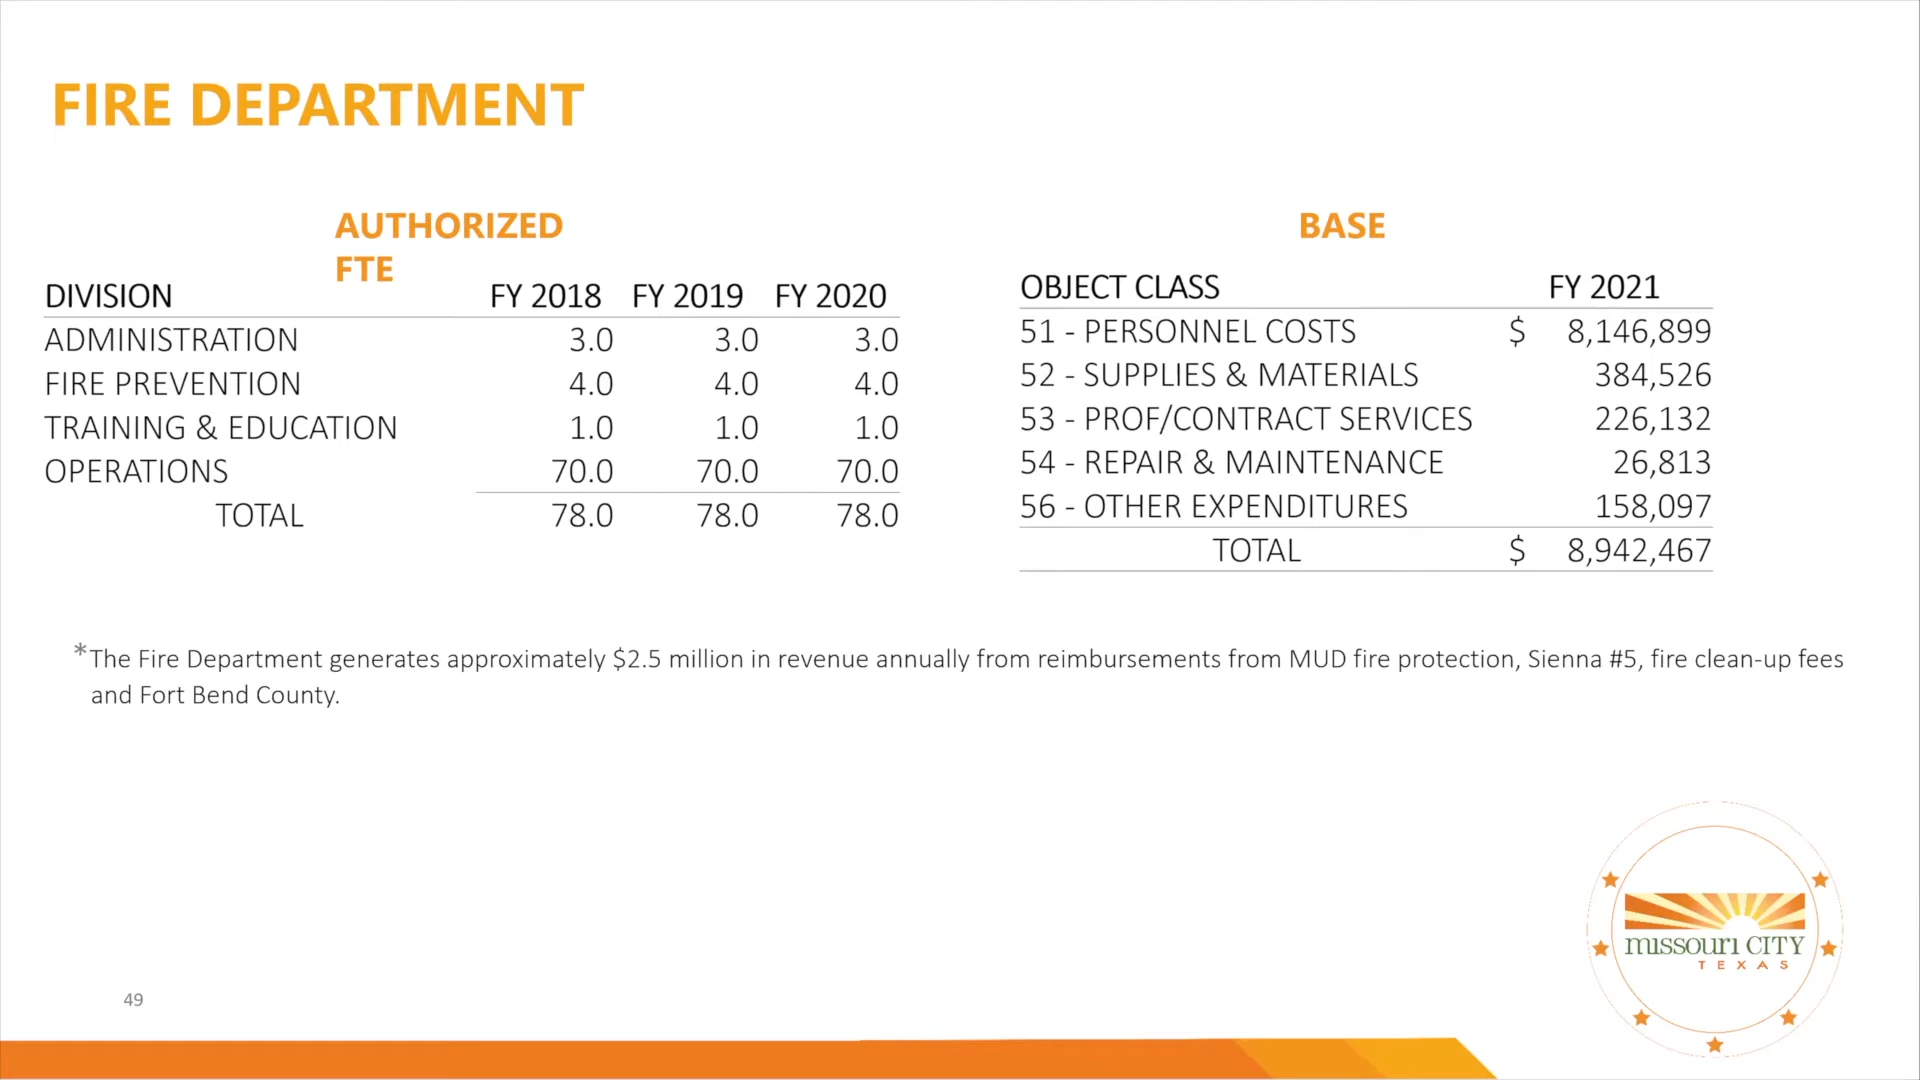 FIRE DEPARTMENT
AUTHORIZED
FTE
DIVISION FY 2018 FY 2019 FY 2020
ADMINISTRATION 3.0 3.0 3.0
FIRE PREVENTION 4.0 4.0 4.0
TRAINING & EDUCATION 1.0 1.0 1.0
OPERATIONS 70.0 70.0 70.0
TOTAL 78.0 78.0 78.0
BASE
OBJECT CLASS FY 2021
51 - PERSONNEL COSTS $ 8,146,899
52 - SUPPLIES & MATERIALS 384,526
53 - PROF/CONTRACT SERVICES 226,132
54 - REPAIR & MAINTENANCE 26,813
56 - OTHER EXPENDITURES 158,097
TOTAL $ 8,942,467
*The Fire Department generates approximately $2.5 million in revenue annually from reimbursements from MUD fire protection, Sienna #5, fire clean-up fees
and Fort Bend County.
missouri CITY
TEXAS
49